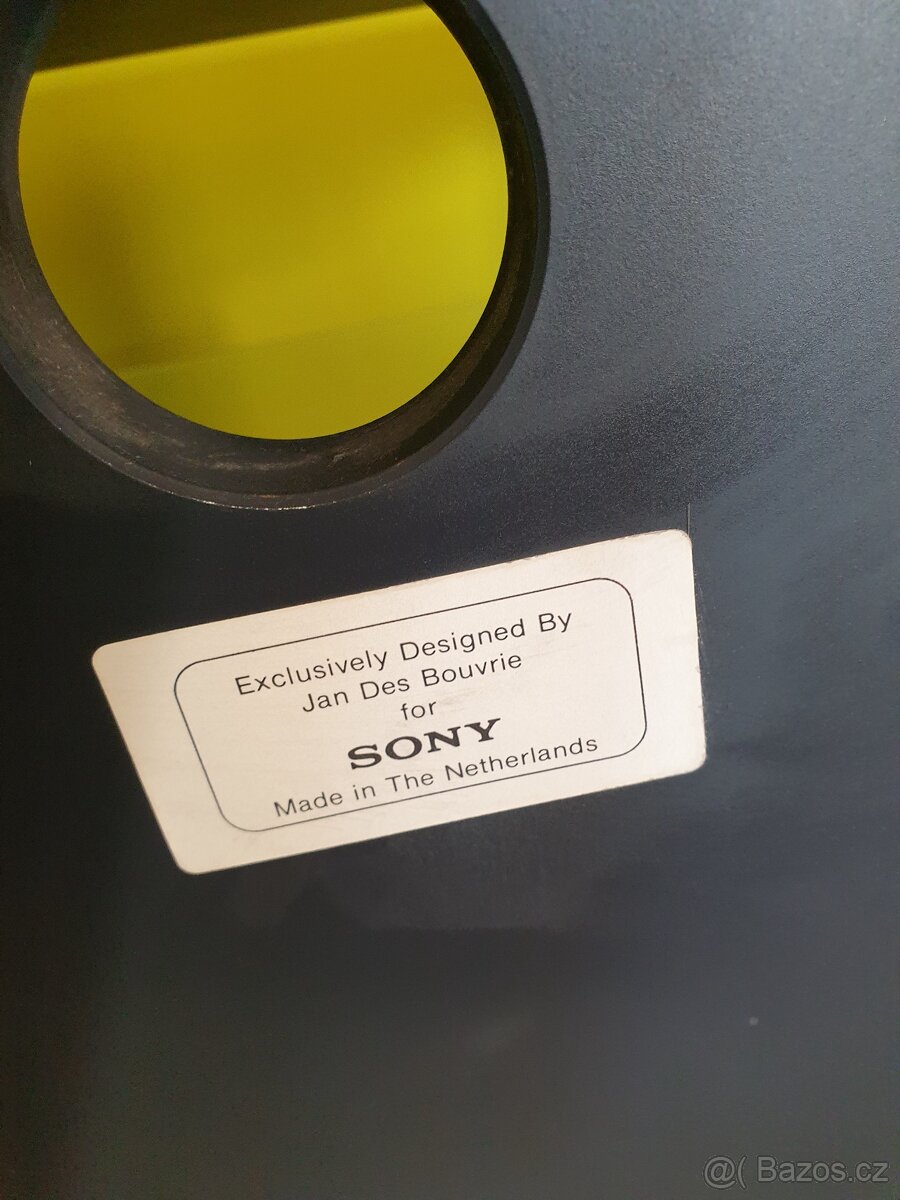 Exclusively Designed By
Jan Des Bouvrie
for
SONY
Made in The Netherlands
@( Bazos.cz